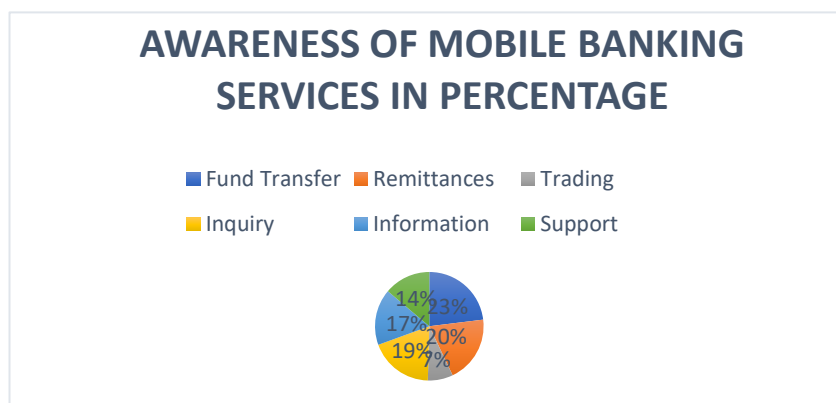 AWARENESS OF MOBILE BANKING
SERVICES IN PERCENTAGE
Fund Transfer Remittances Trading
Inquiry Information Support
14% 23%
17% 20%
19% 7%